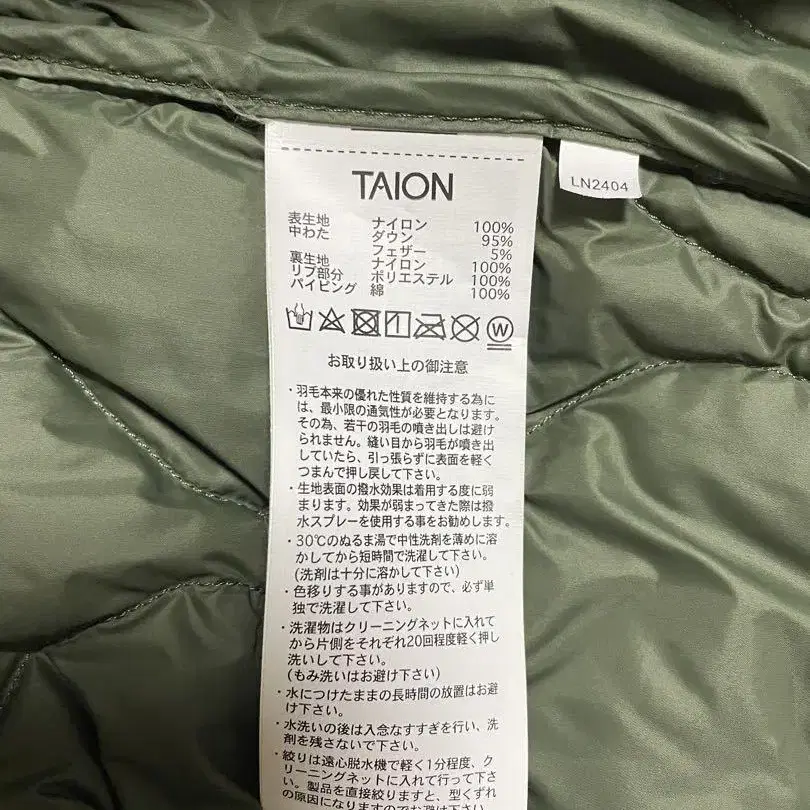 TAION
LN2404
表生地 ナイロン 100%
中わた ダウン 95%
フェザー 5%
裏生地 ナイロン 100%
リブ部分 ポリエステル 100%
パイピング 綿 100%
W
お取り扱い上の御注意
・羽毛本来の優れた性質を維持する為に
は、最小限の通気性が必要となります。
その為、若干の羽毛の噴き出しは避け
られません。縫い目から羽毛が噴き出
していたら、引っ張らずに表面を軽く
つまんで押し戻して下さい。
・生地表面の撥水効果は着用する度に弱
まります。効果が弱まってきた際は撥
水スプレーを使用する事をお勧めします。
・30℃のぬるま湯で中性洗剤を薄めに溶
かしてから短時間で洗濯して下さい。
(洗剤は十分に溶かして下さい)
・色移りする事がありますので、必ず単
独で洗濯して下さい。
・洗濯物はクリーニングネットに入れて
から片側をそれぞれ20回程度軽く押し
洗いして下さい。
(もみ洗いはお避け下さい)
・水につけたままの長時間の放置はお避
け下さい。
・水洗いの後は入念なすすぎを行い、洗
剤を残さないで下さい。
・絞りは遠心脱水機で軽く1分程度、ク
リーニングネットに入れて行って下さ
い。製品を直接絞りますと、型くずれ
の原因になりますのでお避け下さい。